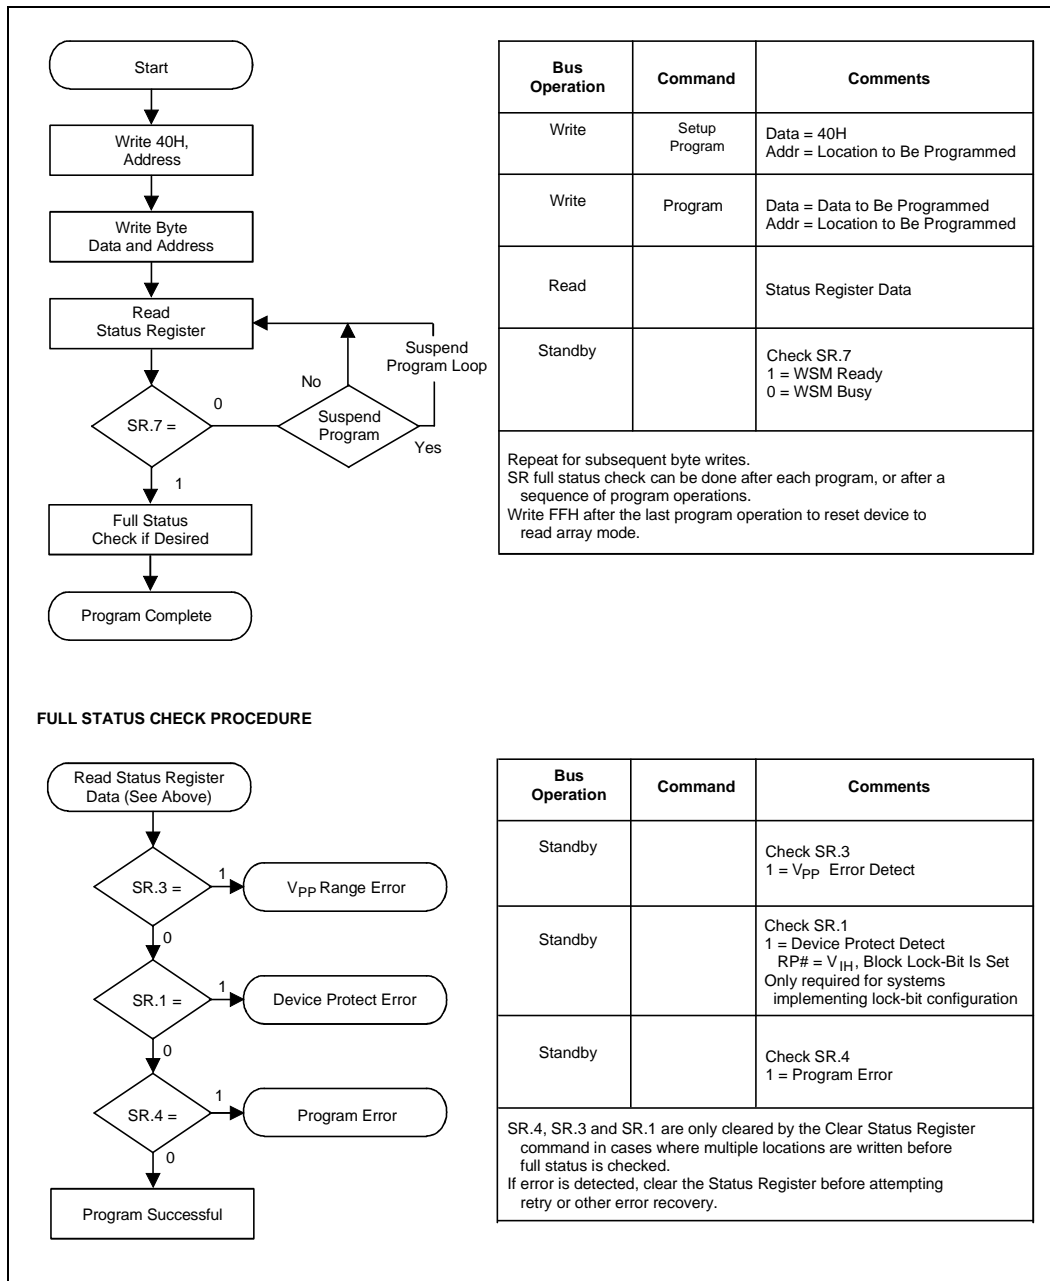 Start
Write 40H,
Address
Write Byte
Data and Address
Read
Status Register
Suspend
Program Loop
No
0
SR.7 =
Suspend
Program
Yes
1
Full Status
Check if Desired
Program Complete
Bus
Operation
Command
Comments
Write
Setup
Program
Data = 40H
Addr = Location to Be Programmed
Write
Program
Data = Data to Be Programmed
Addr = Location to Be Programmed
Read
Status Register Data
Standby
Check SR.7
1 = WSM Ready
0 = WSM Busy
Repeat for subsequent byte writes.
SR full status check can be done after each program, or after a
sequence of program operations.
Write FFH after the last program operation to reset device to
read array mode.
FULL STATUS CHECK PROCEDURE
Read Status Register
Data (See Above)
SR.3 =
1
VPP Range Error
0
SR.1 =
1
Device Protect Error
0
SR.4 =
1
Program Error
0
Program Successful
Bus
Operation
Command
Comments
Standby
Check SR.3
1 = VPP Error Detect
Standby
Check SR.1
1 = Device Protect Detect
RP# = VIH, Block Lock-Bit Is Set
Only required for systems
implementing lock-bit configuration
Standby
Check SR.4
1 = Program Error
SR.4, SR.3 and SR.1 are only cleared by the Clear Status Register
command in cases where multiple locations are written before
full status is checked.
If error is detected, clear the Status Register before attempting
retry or other error recovery.